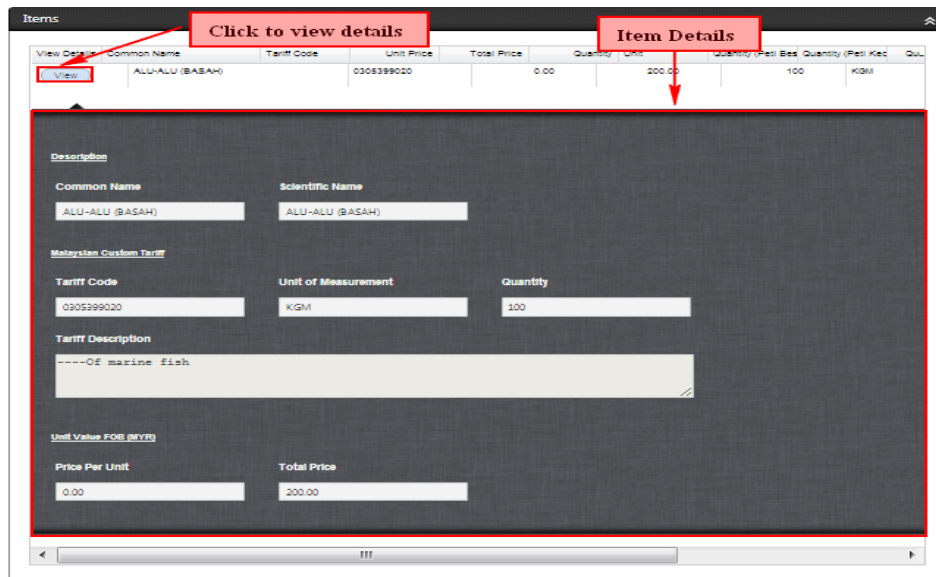 Items
Click to view details
Item Details
View Details Common Name Tariff Code Unit Price Total Price Quantity Unit Quantity (Peti Bes Quantity (Peti Kec Qu
View ALU-ALU (BASAH) 0305399020 0.00 200.00 100 KGM
Description
Common Name Scientific Name
ALU-ALU (BASAH) ALU-ALU (BASAH)
Malaysian Custom Tariff
Tariff Code Unit of Measurement Quantity
0305399020 KGM 100
Tariff Description
----Of marine fish
Unit Value FOB (MYR)
Price Per Unit Total Price
0.00 200.00